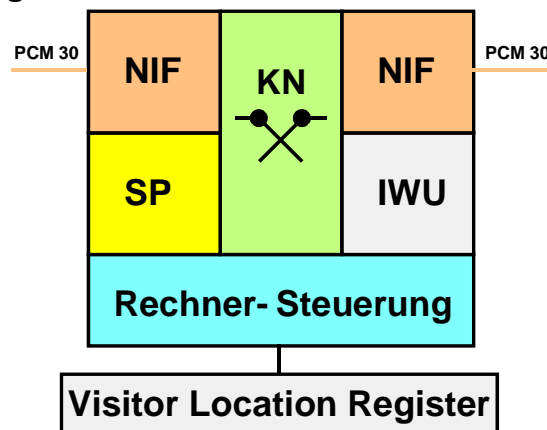 PCM 30
NIF
KN
NIF
PCM 30
SP
IWU
Rechner- Steuerung
Visitor Location Register